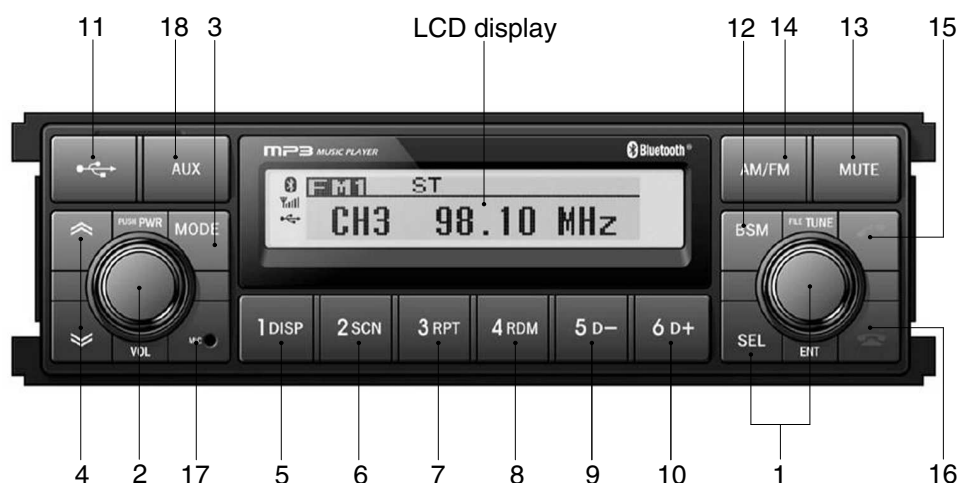 11 18 3 LCD display 12 14 13 15
MP3 MUSIC PLAYER Bluetooth®
AUX AM/FM MUTE
FM1 ST
CH3 98.10 MHz
PUSH PWR MODE BSM FILE TUNE
1 DISP 2 SCN 3 RPT 4 RDM 5 D− 6 D+
VOL MIC SEL ENT
4 2 17 5 6 7 8 9 10 1 16